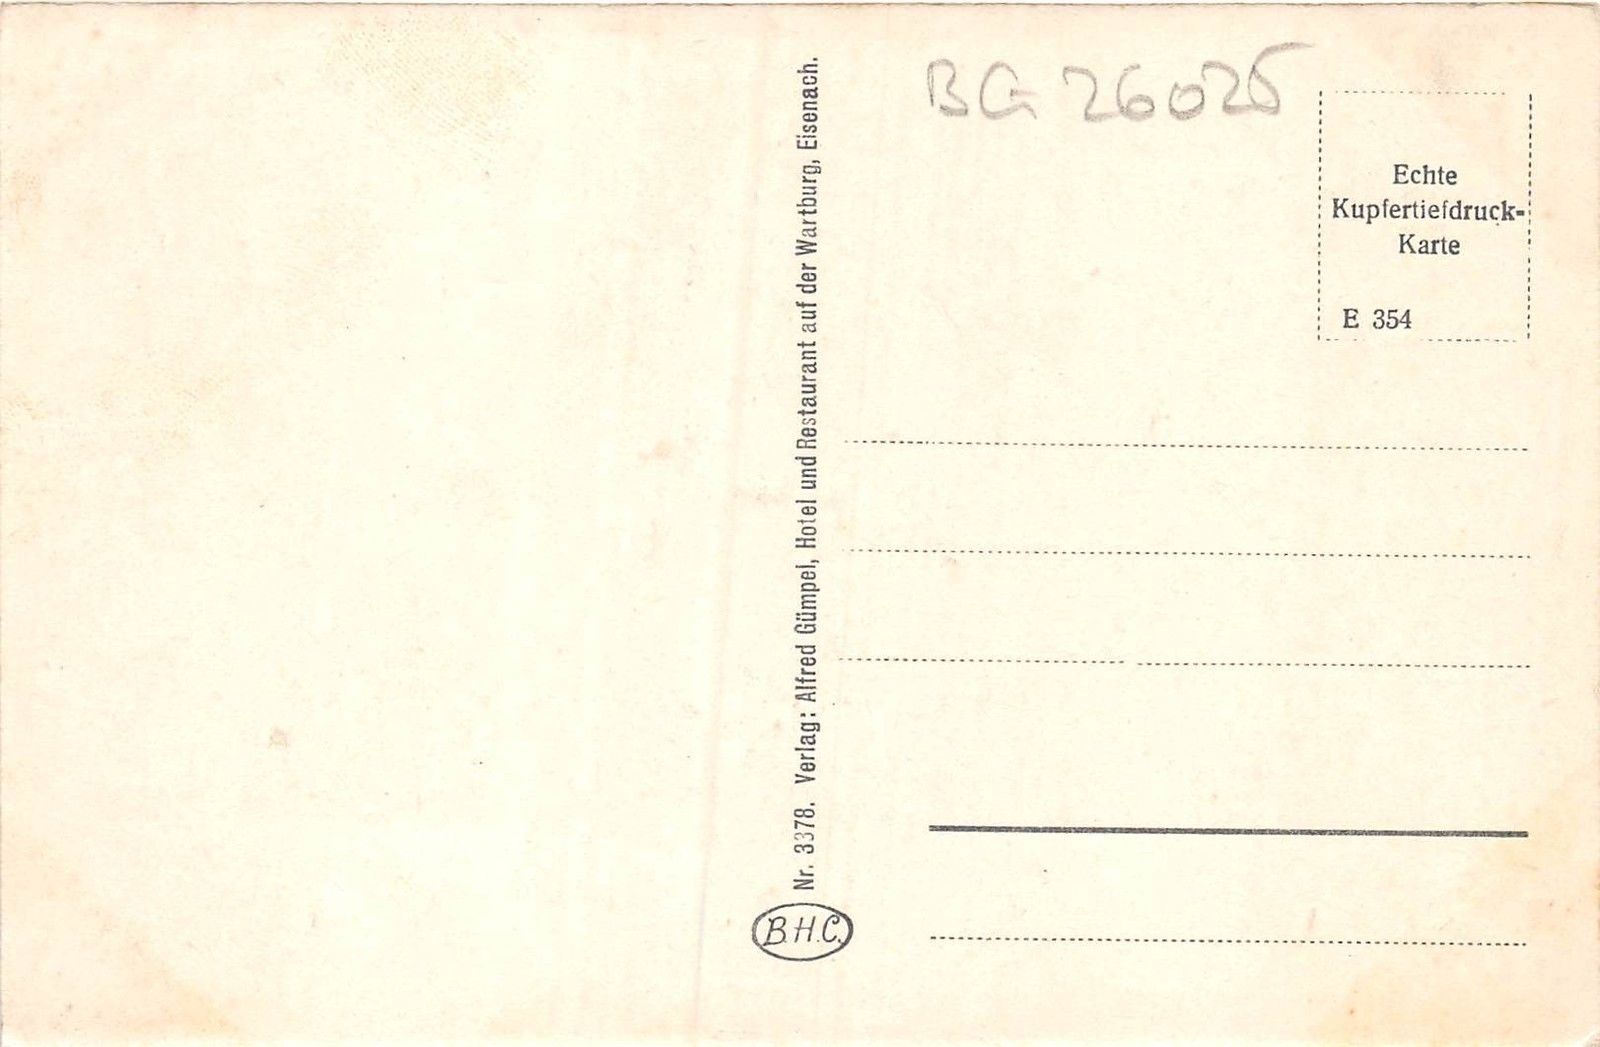 BG 26025
Echte
Kupfertiefdruck-
Karte
E 354
Nr. 3378. Verlag: Alfred Gümpel, Hotel und Restaurant auf der Wartburg, Eisenach.
B.H.C.